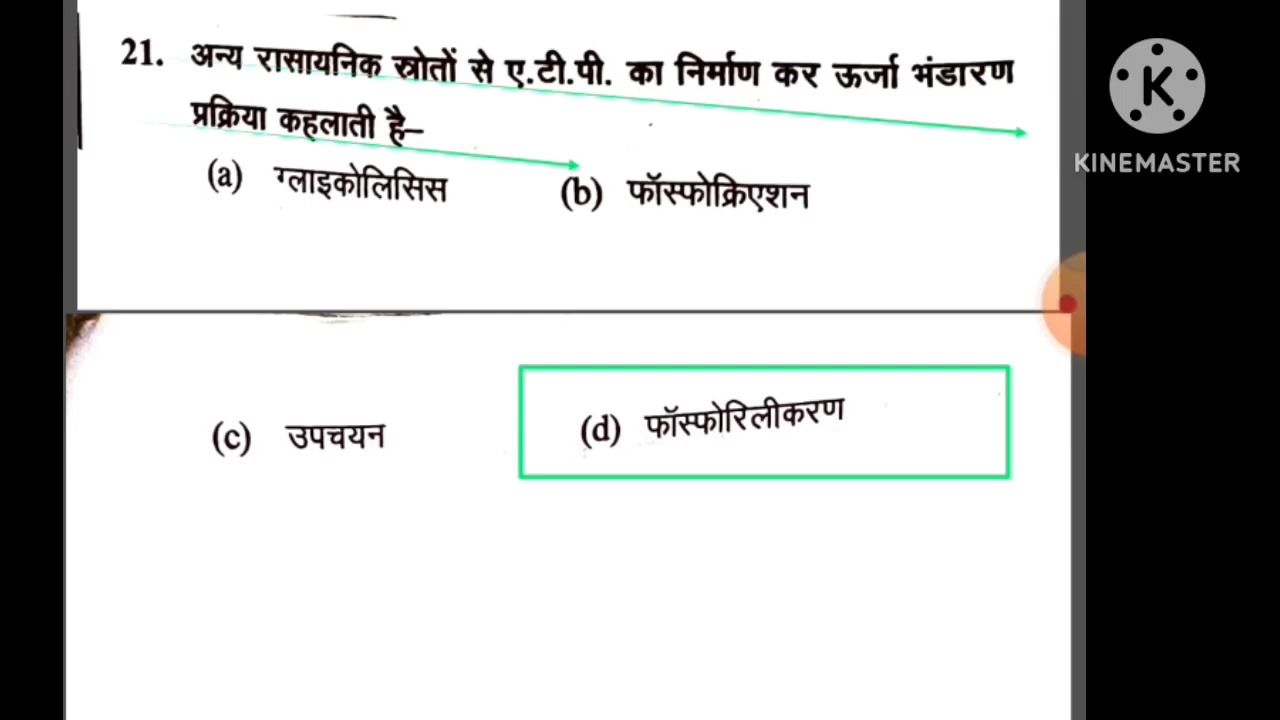 21. अन्य रासायनिक स्त्रोतों से ए.टी.पी. का निर्माण कर ऊर्जा भंडारण
प्रक्रिया कहलाती है–
(a) ग्लाइकोलिसिस (b) फॉस्फोक्रिएशन
(c) उपचयन (d) फॉस्फोरिलीकरण
K
KINEMASTER